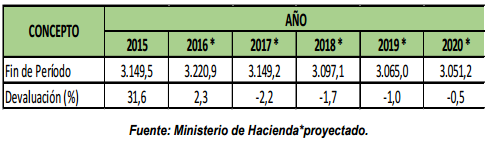 CONCEPTO AÑO
2015 2016 * 2017 * 2018 * 2019 * 2020 *
Fin de Período 3.149,5 3.220,9 3.149,2 3.097,1 3.065,0 3.051,2
Devaluación (%) 31,6 2,3 -2,2 -1,7 -1,0 -0,5
Fuente: Ministerio de Hacienda*proyectado.